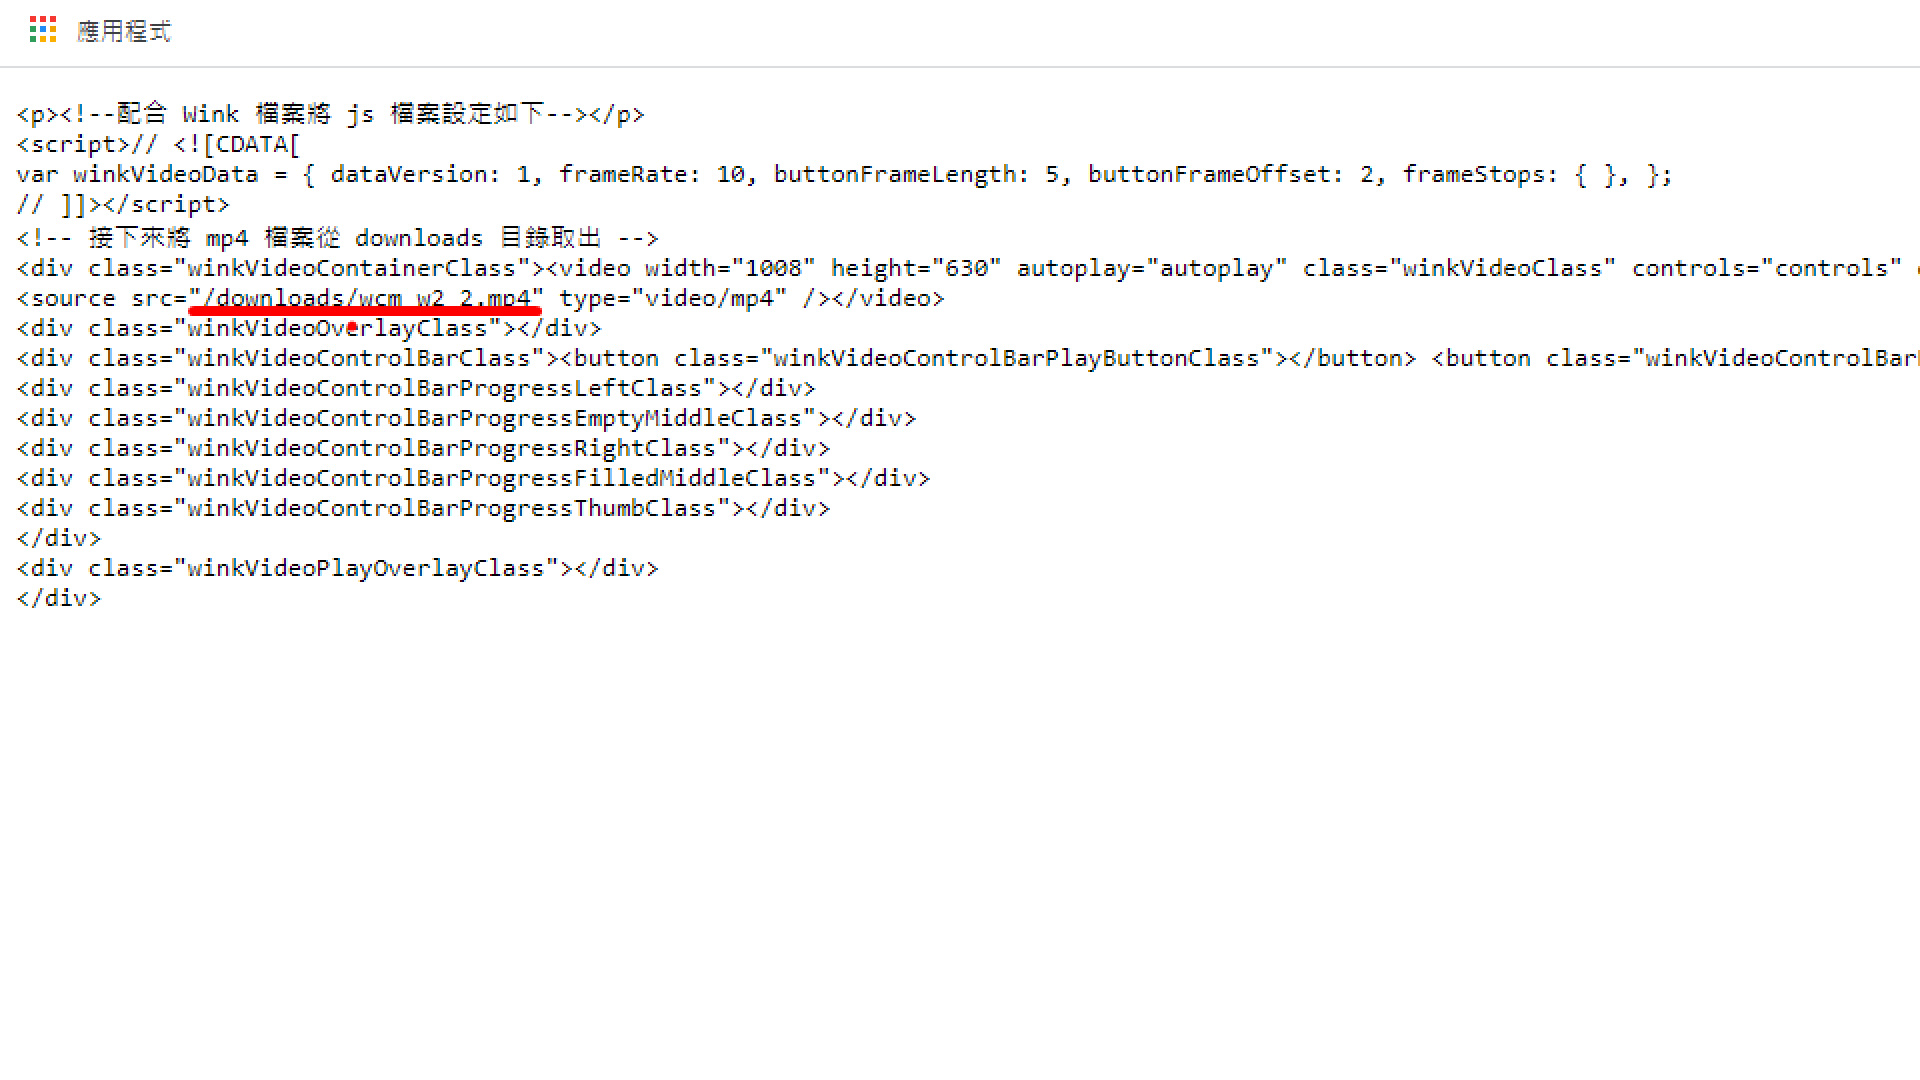 應用程式
<p><!--配合 Wink 檔案將 js 檔案設定如下--></p>
<script>// <![CDATA[
var winkVideoData = { dataVersion: 1, frameRate: 10, buttonFrameLength: 5, buttonFrameOffset: 2, frameStops: { }, };
// ]]></script>
<!-- 接下來將 mp4 檔案從 downloads 目錄取出 -->
<div class="winkVideoContainerClass"><video width="1008" height="630" autoplay="autoplay" class="winkVideoClass" controls="controls"
<source src="/downloads/wcm_w2_2.mp4" type="video/mp4" /></video>
<div class="winkVideoOverlayClass"></div>
<div class="winkVideoControlBarClass"><button class="winkVideoControlBarPlayButtonClass"></button> <button class="winkVideoControlBar
<div class="winkVideoControlBarProgressLeftClass"></div>
<div class="winkVideoControlBarProgressEmptyMiddleClass"></div>
<div class="winkVideoControlBarProgressRightClass"></div>
<div class="winkVideoControlBarProgressFilledMiddleClass"></div>
<div class="winkVideoControlBarProgressThumbClass"></div>
</div>
<div class="winkVideoPlayOverlayClass"></div>
</div>